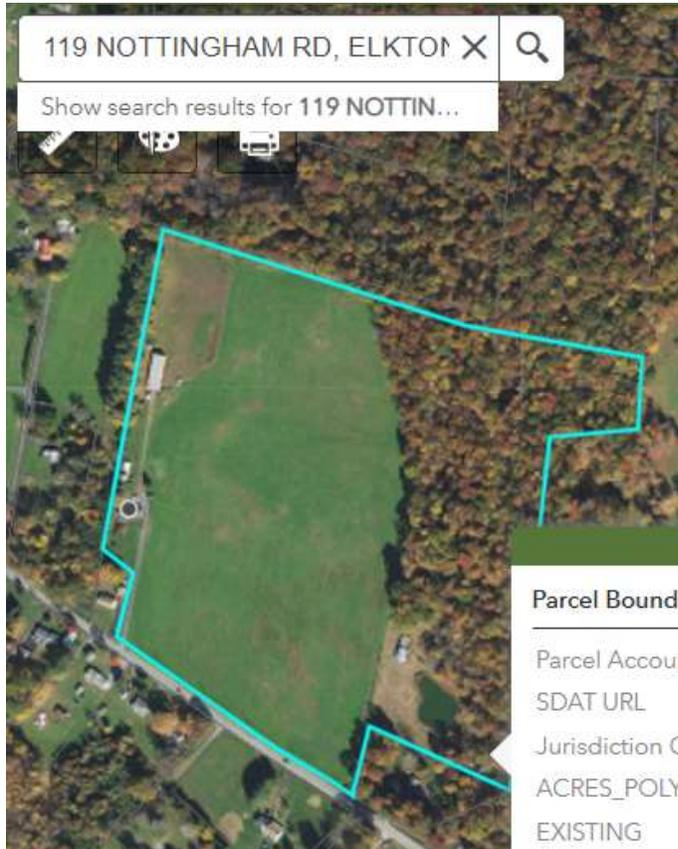 119 NOTTINGHAM RD, ELKTON
Show search results for 119 NOTTIN...
Parcel Bound
Parcel Accou
SDAT URL
Jurisdiction
ACRES_POLY
EXISTING